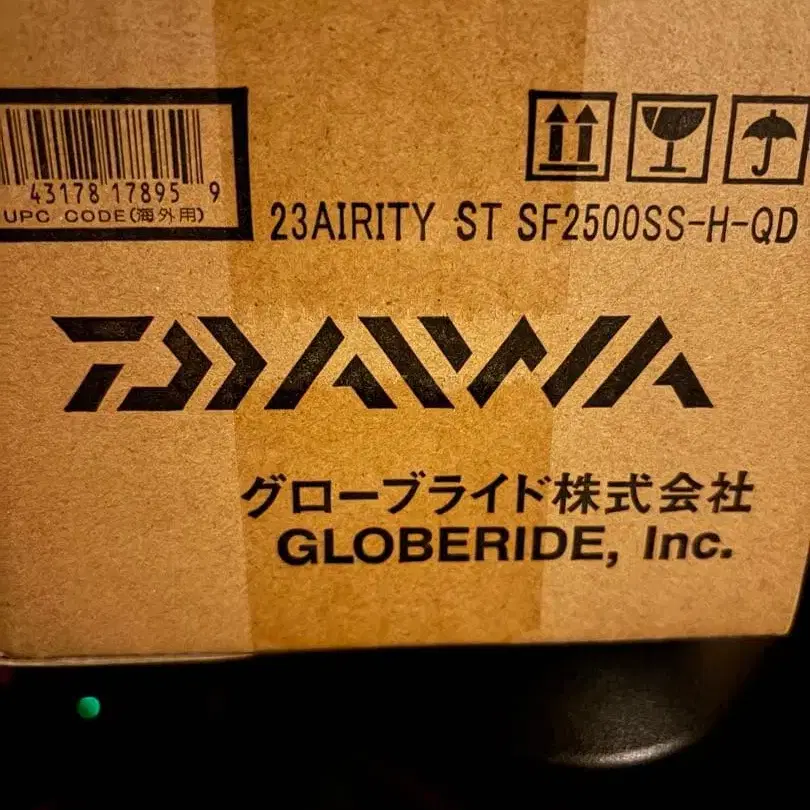 43178 17895 9
UPC CODE(海外用)
23AIRITY ST SF2500SS-H-QD
DAIWA
グローブライド株式会社
GLOBERIDE, Inc.